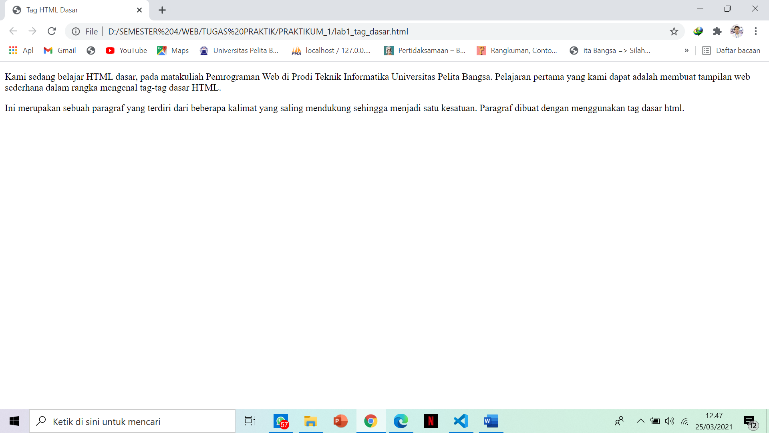 Tag HTML Dasar
File
D:/SEMESTER%204/WEB/TUGAS%20PRAKTIK/PRAKTIKUM_1/lab1_tag_dasar.html
Apl Gmail YouTube Maps Universitas Pelita B... localhost / 127.0.0.... Pertidaksamaan – B... Rangkuman, Conto... ita Bangsa => Silah... » Daftar bacaan
Kami sedang belajar HTML dasar, pada matakuliah Pemrograman Web di Prodi Teknik Informatika Universitas Pelita Bangsa. Pelajaran pertama yang kami dapat adalah membuat tampilan web
sederhana dalam rangka mengenal tag-tag dasar HTML.
Ini merupakan sebuah paragraf yang terdiri dari beberapa kalimat yang saling mendukung sehingga menjadi satu kesatuan. Paragraf dibuat dengan menggunakan tag dasar html.
Ketik di sini untuk mencari
57
12.47
25/03/2021
12